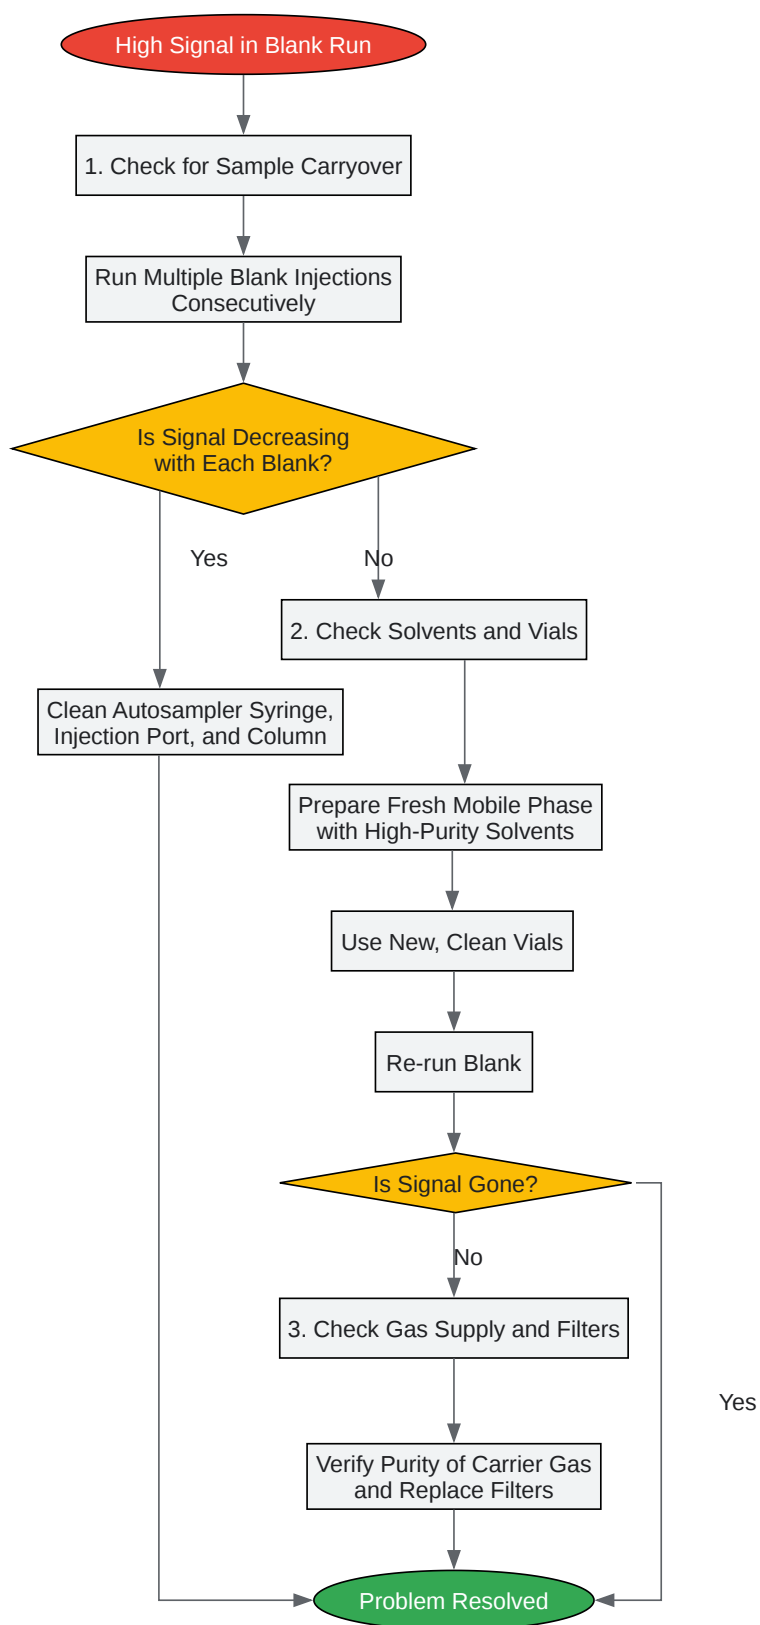 High Signal in Blank Run
1. Check for Sample Carryover
Run Multiple Blank Injections
Consecutively
Is Signal Decreasing
with Each Blank?
Yes
No
2. Check Solvents and Vials
Clean Autosampler Syringe,
Injection Port, and Column
Prepare Fresh Mobile Phase
with High-Purity Solvents
Use New, Clean Vials
Re-run Blank
Is Signal Gone?
No
3. Check Gas Supply and Filters
Yes
Verify Purity of Carrier Gas
and Replace Filters
Problem Resolved